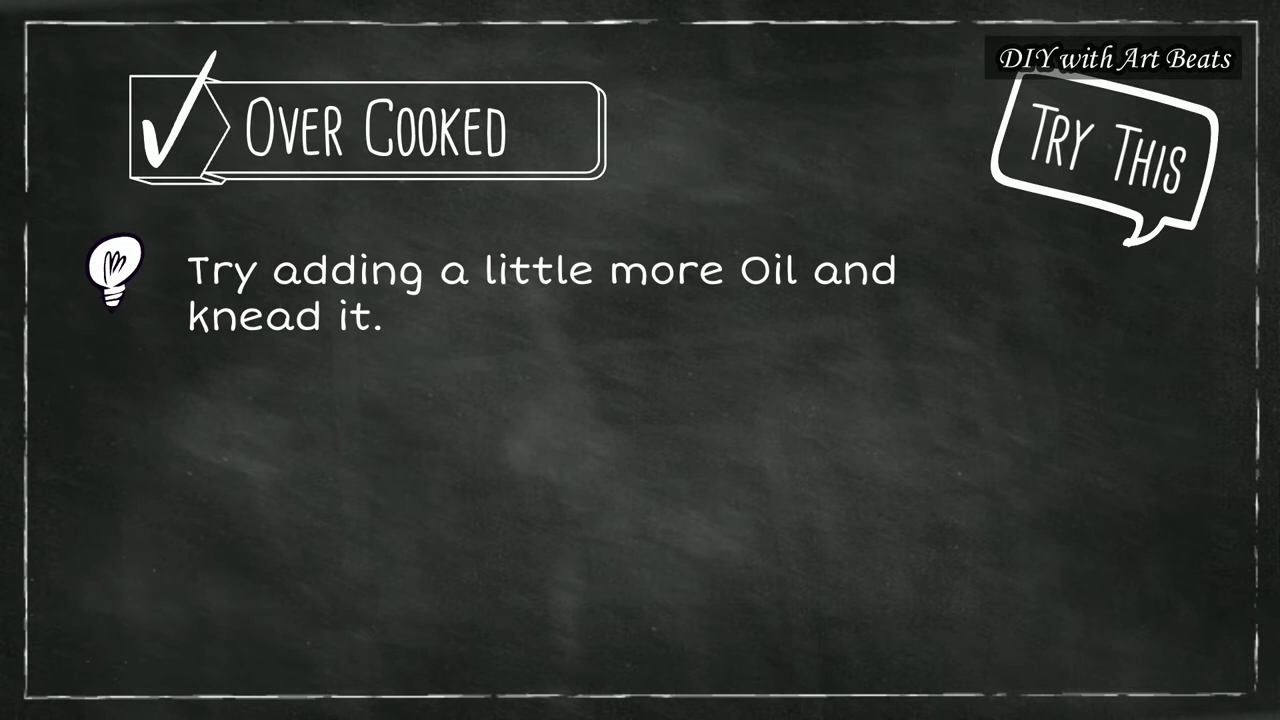 DIY with Art Beats
OVER COOKED
TRY THIS
Try adding a little more Oil and
knead it.